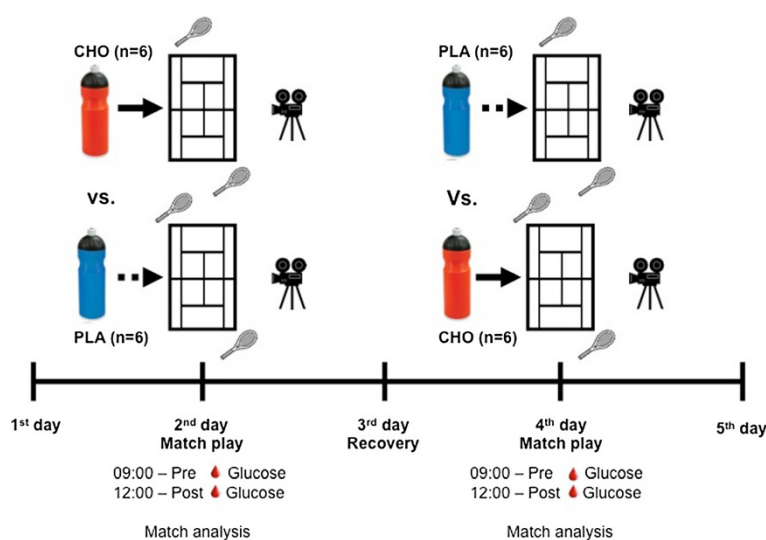 CHO (n=6)
PLA (n=6)
vs.
Vs.
PLA (n=6)
CHO (n=6)
1st day
2nd day
Match play
3rd day
Recovery
4th day
Match play
5th day
09:00 – Pre Glucose
12:00 – Post Glucose
09:00 – Pre Glucose
12:00 – Post Glucose
Match analysis
Match analysis